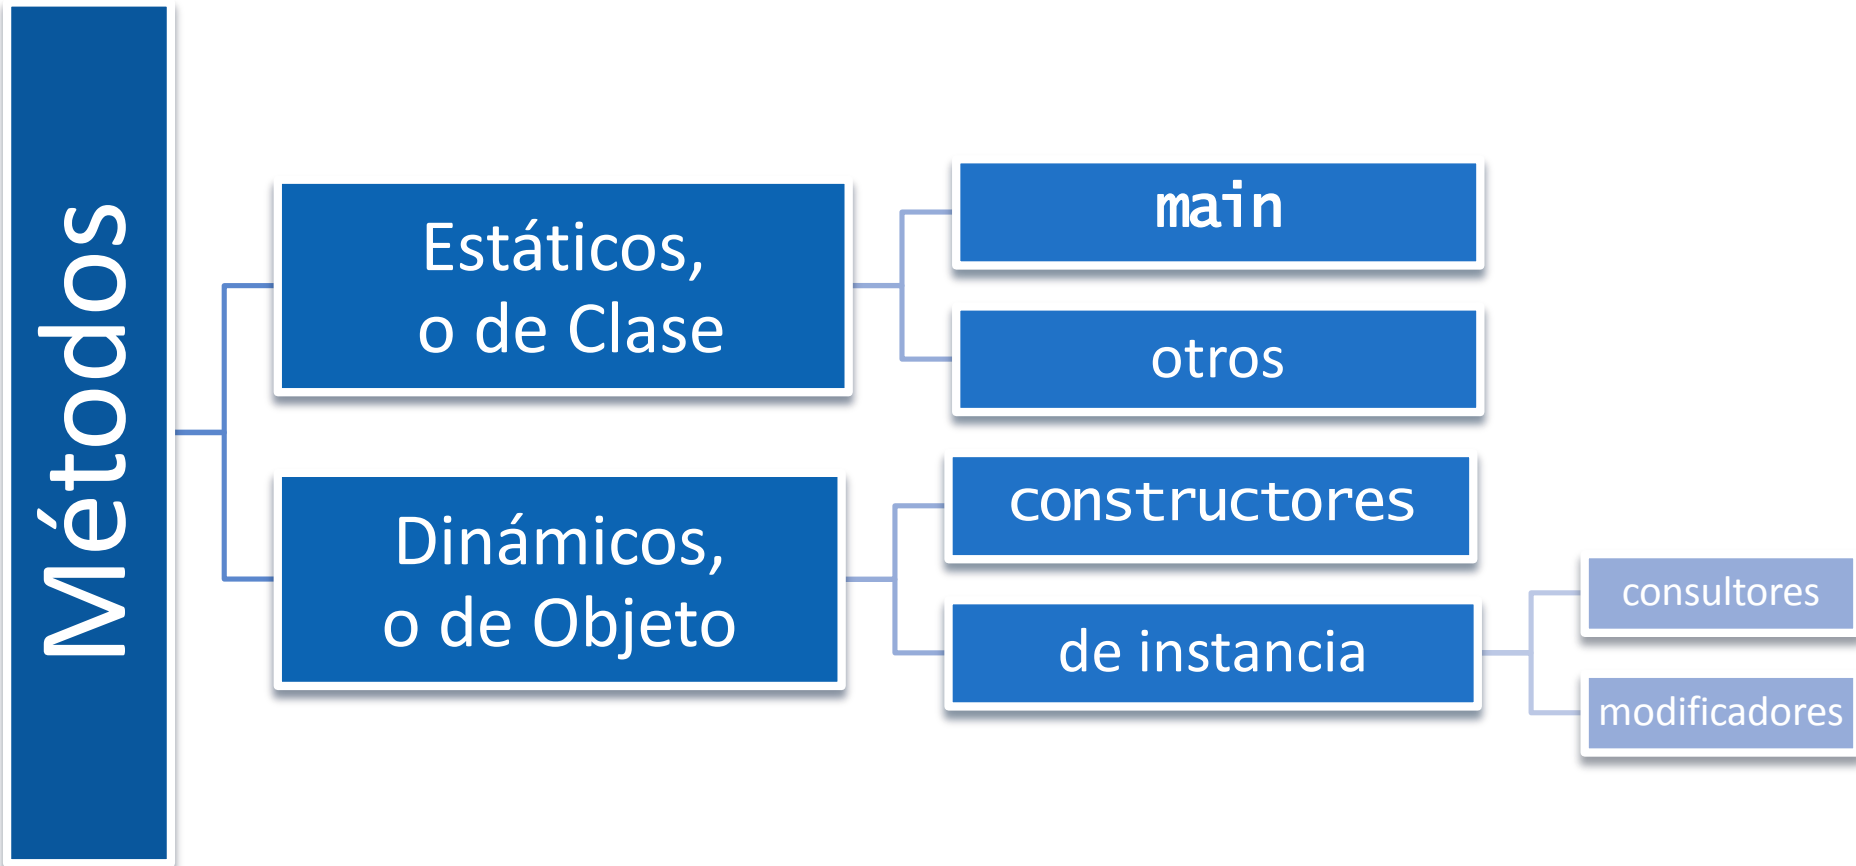 Métodos
Estáticos,
o de Clase
main
otros
Dinámicos,
o de Objeto
constructores
de instancia
consultores
modificadores